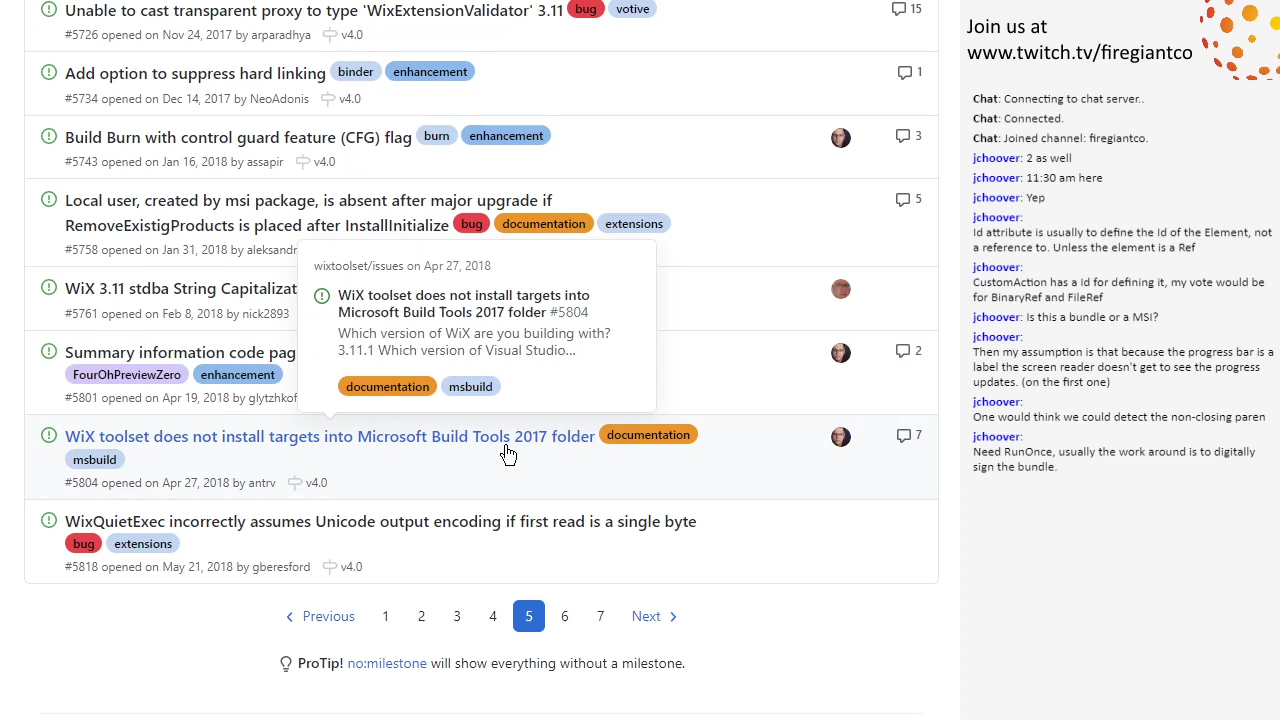 Unable to cast transparent proxy to type 'WixExtensionValidator' 3.11 bug votive 15
#5726 opened on Nov 24, 2017 by arparadhya v4.0
Add option to suppress hard linking binder enhancement 1
#5734 opened on Dec 14, 2017 by NeoAdonis v4.0
Build Burn with control guard feature (CFG) flag burn enhancement 3
#5743 opened on Jan 16, 2018 by assapir v4.0
Local user, created by msi package, is absent after major upgrade if 5
RemoveExistigProducts is placed after InstallInitialize bug documentation extensions
#5758 opened on Jan 31, 2018 by aleksandr
wixtoolset/issues on Apr 27, 2018
WiX toolset does not install targets into
Microsoft Build Tools 2017 folder #5804
Which version of WiX are you building with?
3.11.1 Which version of Visual Studio...
documentation msbuild
WiX 3.11 stdba String Capitalizat
#5761 opened on Feb 8, 2018 by nick2893
Summary information code pag 2
FourOhPreviewZero enhancement
#5801 opened on Apr 19, 2018 by glytzhkof
WiX toolset does not install targets into Microsoft Build Tools 2017 folder documentation 7
msbuild
#5804 opened on Apr 27, 2018 by antrv v4.0
WixQuietExec incorrectly assumes Unicode output encoding if first read is a single byte
bug extensions
#5818 opened on May 21, 2018 by gberesford v4.0
Previous 1 2 3 4 5 6 7 Next
ProTip! no:milestone will show everything without a milestone.
Join us at
www.twitch.tv/firegiantco
Chat: Connecting to chat server..
Chat: Connected.
Chat: Joined channel: firegiantco.
jchoover: 2 as well
jchoover: 11:30 am here
jchoover: Yep
jchoover:
Id attribute is usually to define the Id of the Element, not
a reference to. Unless the element is a Ref
jchoover:
CustomAction has a Id for defining it, my vote would be
for BinaryRef and FileRef
jchoover: Is this a bundle or a MSI?
jchoover:
Then my assumption is that because the progress bar is a
label the screen reader doesn't get to see the progress
updates. (on the first one)
jchoover:
One would think we could detect the non-closing paren
jchoover:
Need RunOnce, usually the work around is to digitally
sign the bundle.